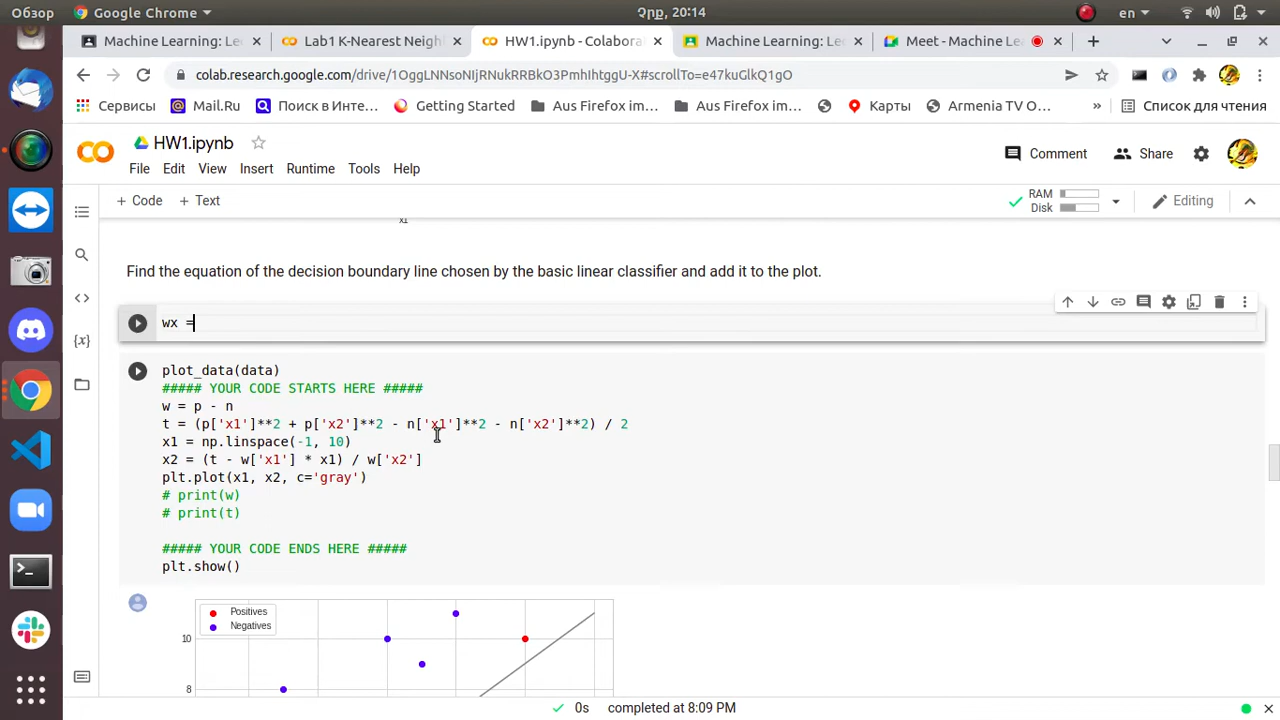 Обзор
Google Chrome
Չրք, 20:14
en
Machine Learning: Le
Lab1 K-Nearest Neigh
HW1.ipynb - Colabora
Machine Learning: Le
Meet - Machine Le
colab.research.google.com/drive/1OggLNNsoNIjRNukRRBkO3PmhIhtggU-X#scrollTo=e47kuGlkQ1gO
Сервисы
Mail.Ru
Поиск в Инте...
Getting Started
Aus Firefox im...
Aus Firefox im...
Карты
Armenia TV O...
»
Список для чтения
HW1.ipynb
Comment
Share
File Edit View Insert Runtime Tools Help
+ Code + Text
RAM
Disk
Editing
x1
Find the equation of the decision boundary line chosen by the basic linear classifier and add it to the plot.
wx =
plot_data(data)
##### YOUR CODE STARTS HERE #####
w = p - n
t = (p['x1']**2 + p['x2']**2 - n['x1']**2 - n['x2']**2) / 2
x1 = np.linspace(-1, 10)
x2 = (t - w['x1'] * x1) / w['x2']
plt.plot(x1, x2, c='gray')
# print(w)
# print(t)
##### YOUR CODE ENDS HERE #####
plt.show()
Positives
Negatives
10
8
0s completed at 8:09 PM